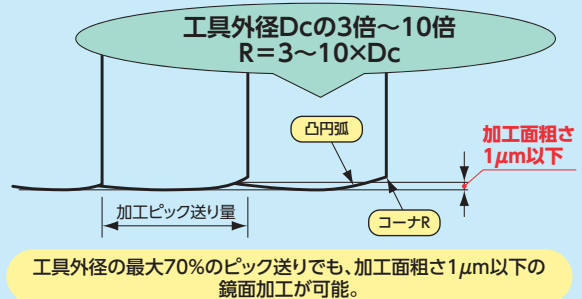 工具外径Dcの3倍～10倍
R＝3～10×Dc
凸円弧
加工面粗さ
1μm以下
加工ピック送り量
コーナR
工具外径の最大70%のピック送りでも、加工面粗さ1μm以下の
鏡面加工が可能。